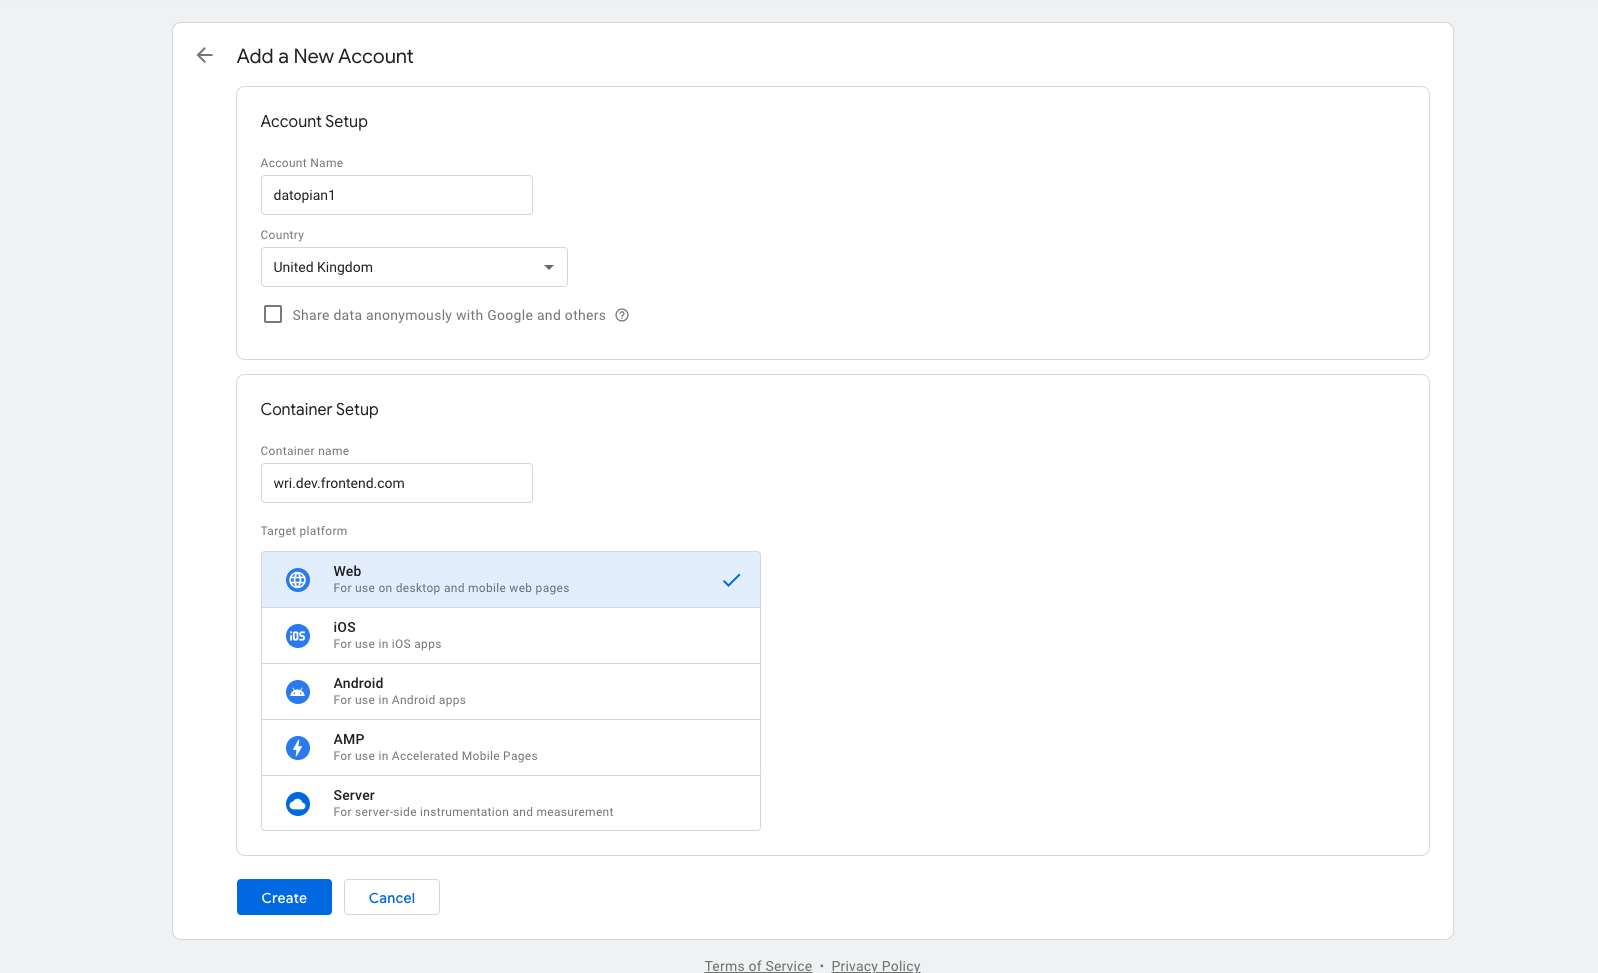 Add a New Account
Account Setup
Account Name
datopian1
Country
United Kingdom
Share data anonymously with Google and others
Container Setup
Container name
wri.dev.frontend.com
Target platform
Web
For use on desktop and mobile web pages
iOS
iOS
For use in iOS apps
Android
For use in Android apps
AMP
For use in Accelerated Mobile Pages
Server
For server-side instrumentation and measurement
Create Cancel
Terms of Service • Privacy Policy